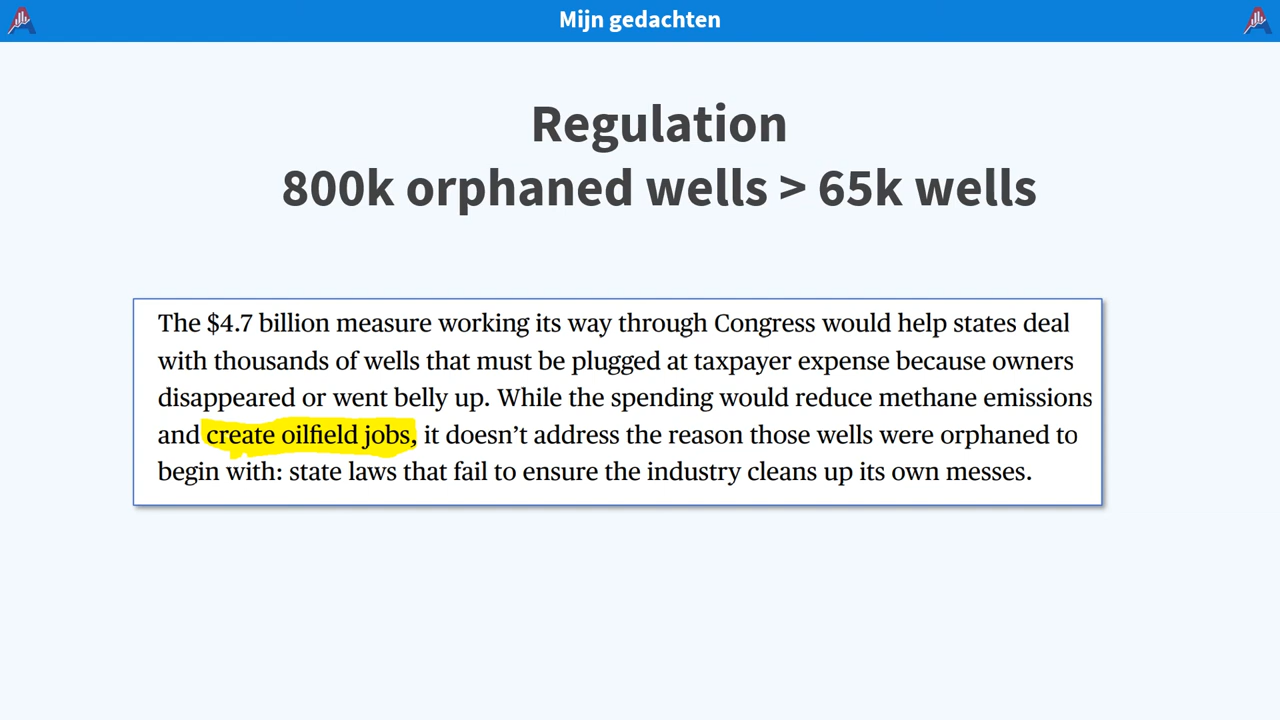 Mijn gedachten
Regulation
800k orphaned wells > 65k wells
The $4.7 billion measure working its way through Congress would help states deal
with thousands of wells that must be plugged at taxpayer expense because owners
disappeared or went belly up. While the spending would reduce methane emissions
and create oilfield jobs, it doesn’t address the reason those wells were orphaned to
begin with: state laws that fail to ensure the industry cleans up its own messes.